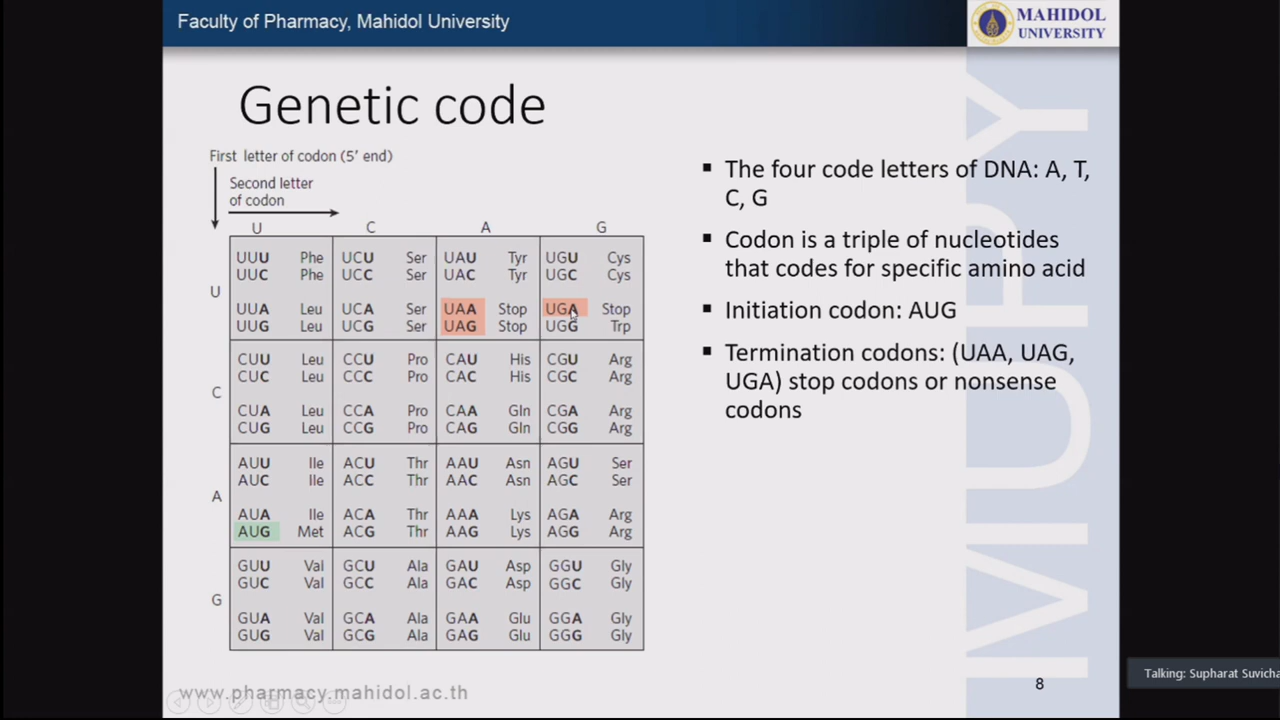 Faculty of Pharmacy, Mahidol University
MAHIDOL
UNIVERSITY
Genetic code
First letter of codon (5′ end)
Second letter
of codon
U C A G
U
UUU Phe UCU Ser UAU Tyr UGU Cys
UUC Phe UCC Ser UAC Tyr UGC Cys
UUA Leu UCA Ser UAA Stop UGA Stop
UUG Leu UCG Ser UAG Stop UGG Trp
C
CUU Leu CCU Pro CAU His CGU Arg
CUC Leu CCC Pro CAC His CGC Arg
CUA Leu CCA Pro CAA Gln CGA Arg
CUG Leu CCG Pro CAG Gln CGG Arg
A
AUU Ile ACU Thr AAU Asn AGU Ser
AUC Ile ACC Thr AAC Asn AGC Ser
AUA Ile ACA Thr AAA Lys AGA Arg
AUG Met ACG Thr AAG Lys AGG Arg
G
GUU Val GCU Ala GAU Asp GGU Gly
GUC Val GCC Ala GAC Asp GGC Gly
GUA Val GCA Ala GAA Glu GGA Gly
GUG Val GCG Ala GAG Glu GGG Gly
▪ The four code letters of DNA: A, T,
C, G
▪ Codon is a triple of nucleotides
that codes for specific amino acid
▪ Initiation codon: AUG
▪ Termination codons: (UAA, UAG,
UGA) stop codons or nonsense
codons
MUPY
www.pharmacy.mahidol.ac.th
8
Talking: Supharat Suvicha